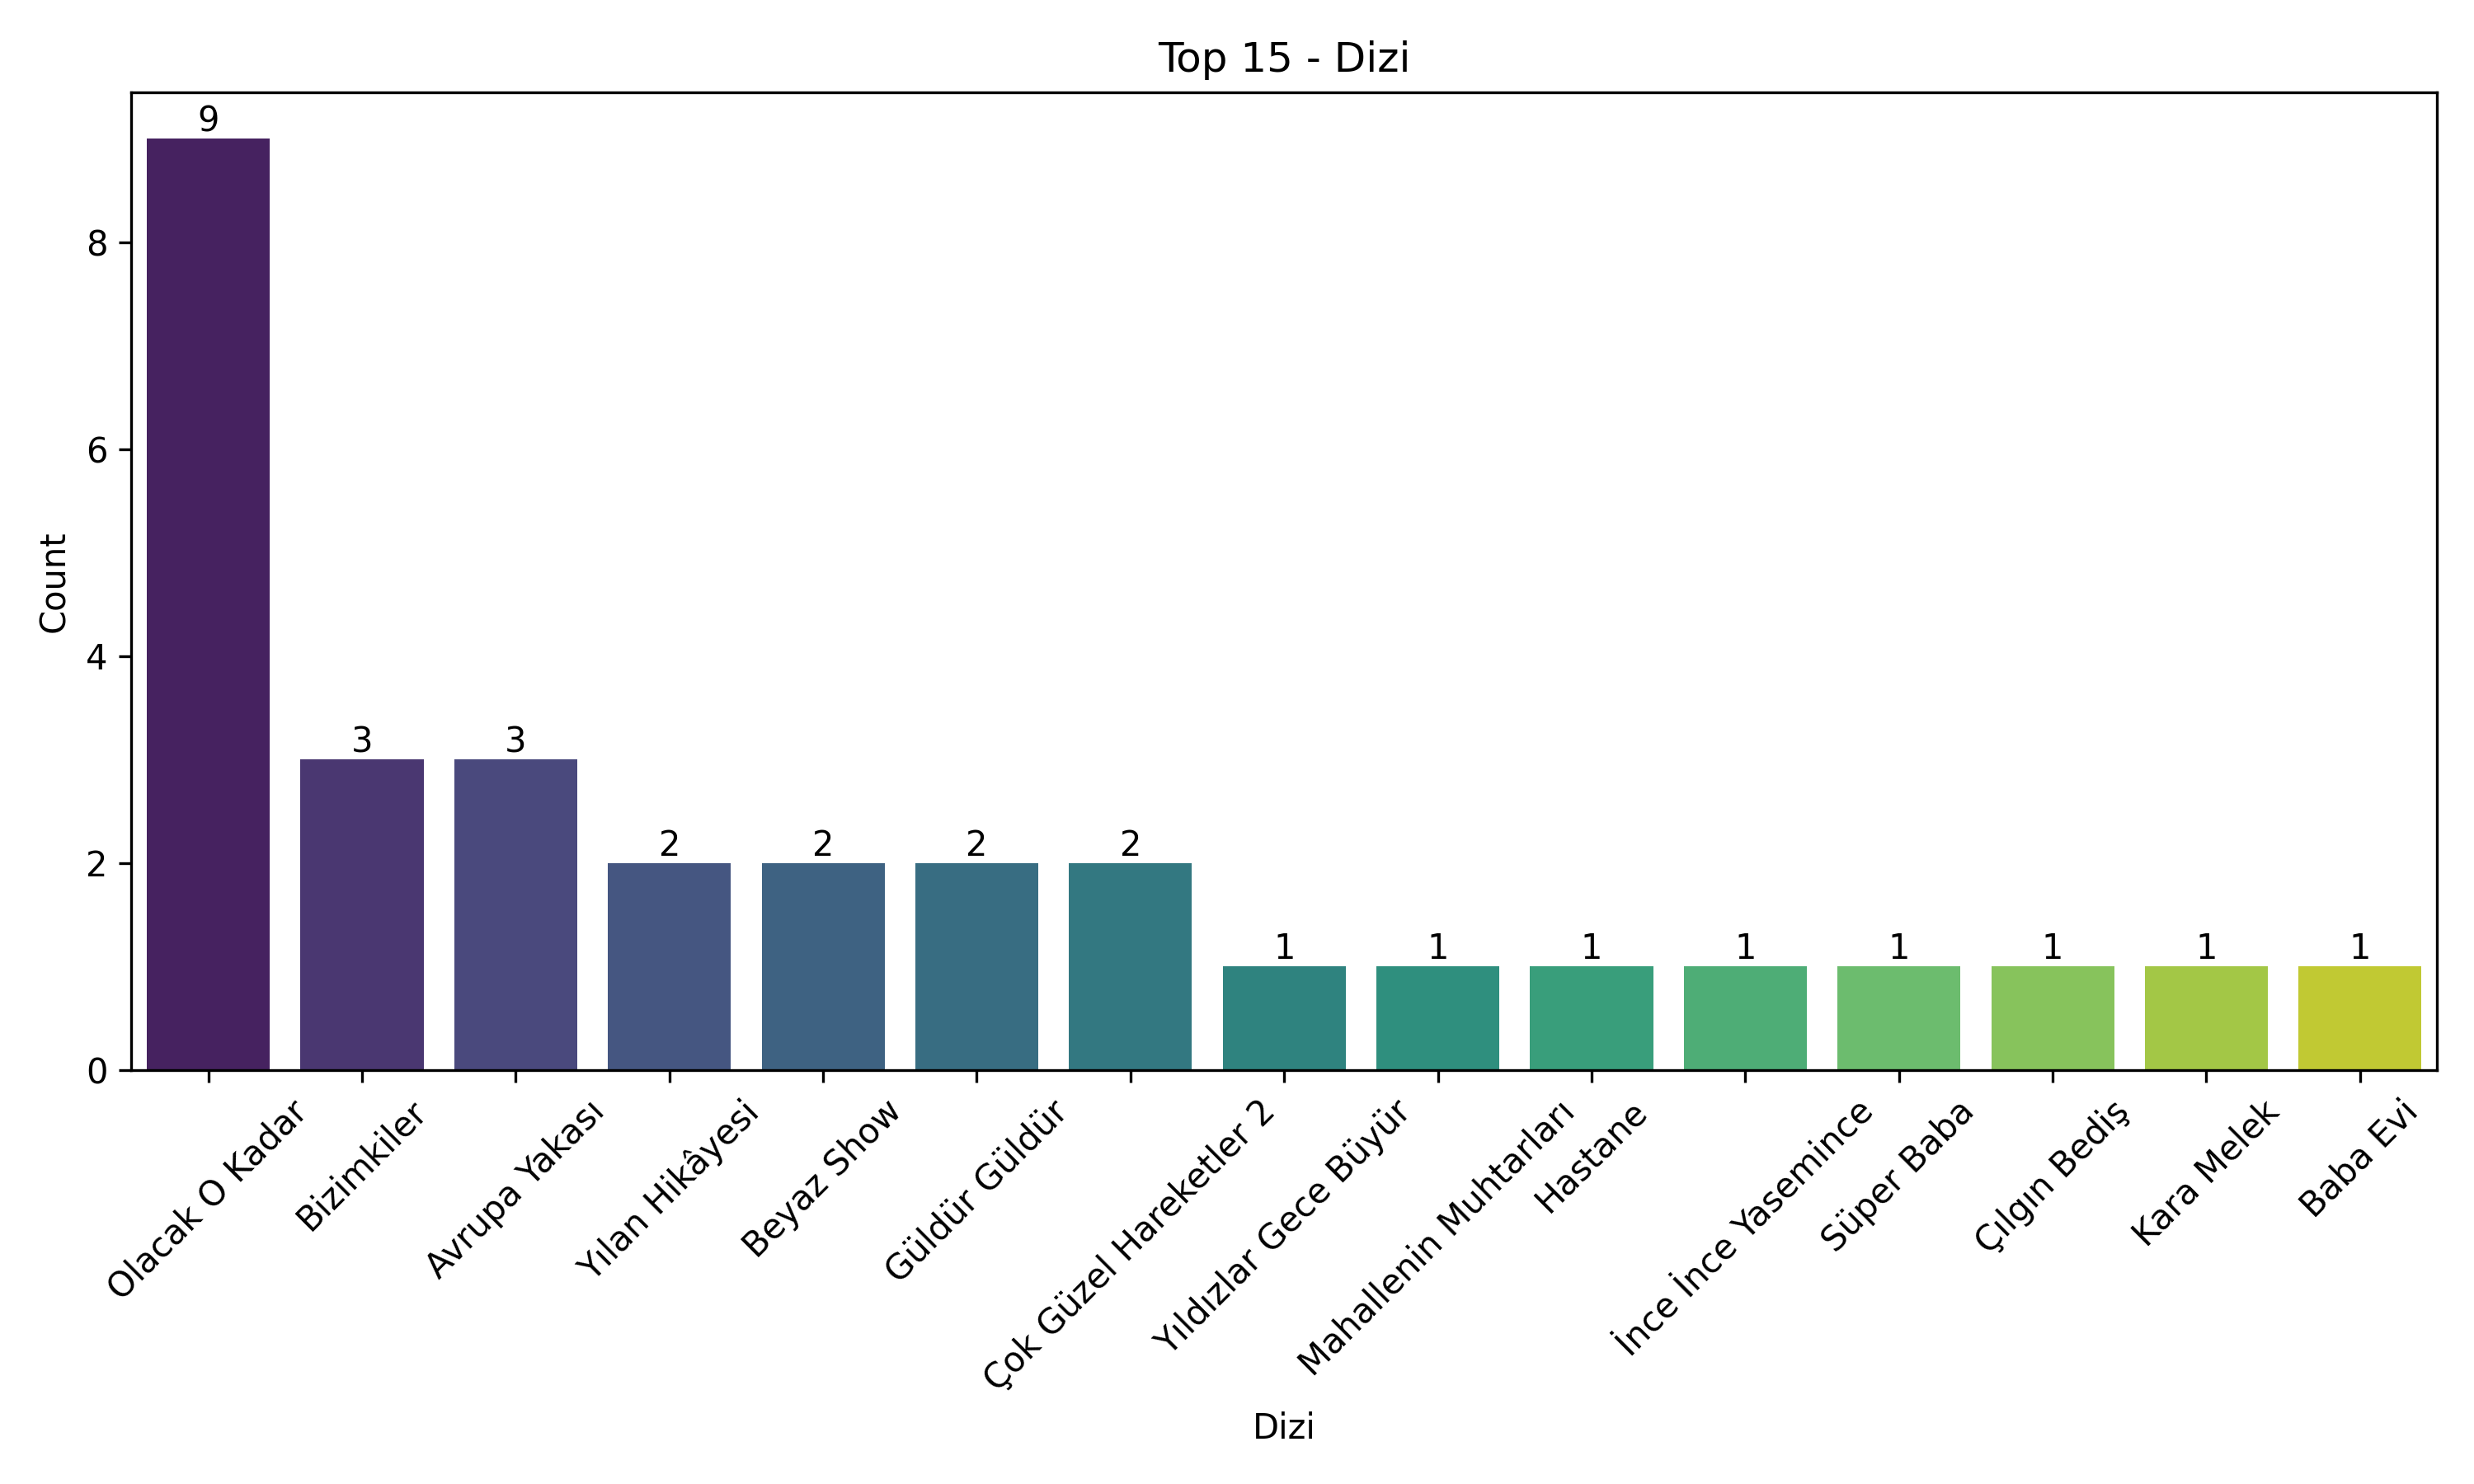 Top 15 - Dizi
Count
8
6
4
2
0
9
3
3
2
2
2
2
1
1
1
1
1
1
1
1
Olacak O Kadar
Bizimkiler
Avrupa Yakası
Yılan Hikâyesi
Beyaz Show
Güldür Güldür
Çok Güzel Hareketler 2
Yıldızlar Gece Büyür
Mahallenin Muhtarları
Hastane
İnce İnce Yasemince
Süper Baba
Çılgın Bediş
Kara Melek
Baba Evi
Dizi